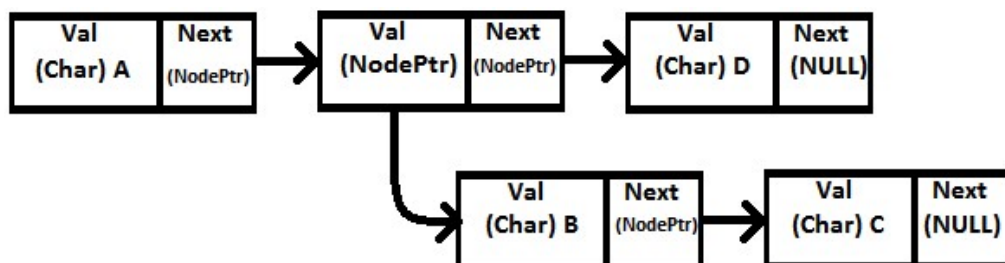 Val Next Val Next Val Next
(Char) A (NodePtr) (NodePtr) (NodePtr) (Char) D (NULL)
Val Next Val Next
(Char) B (NodePtr) (Char) C (NULL)